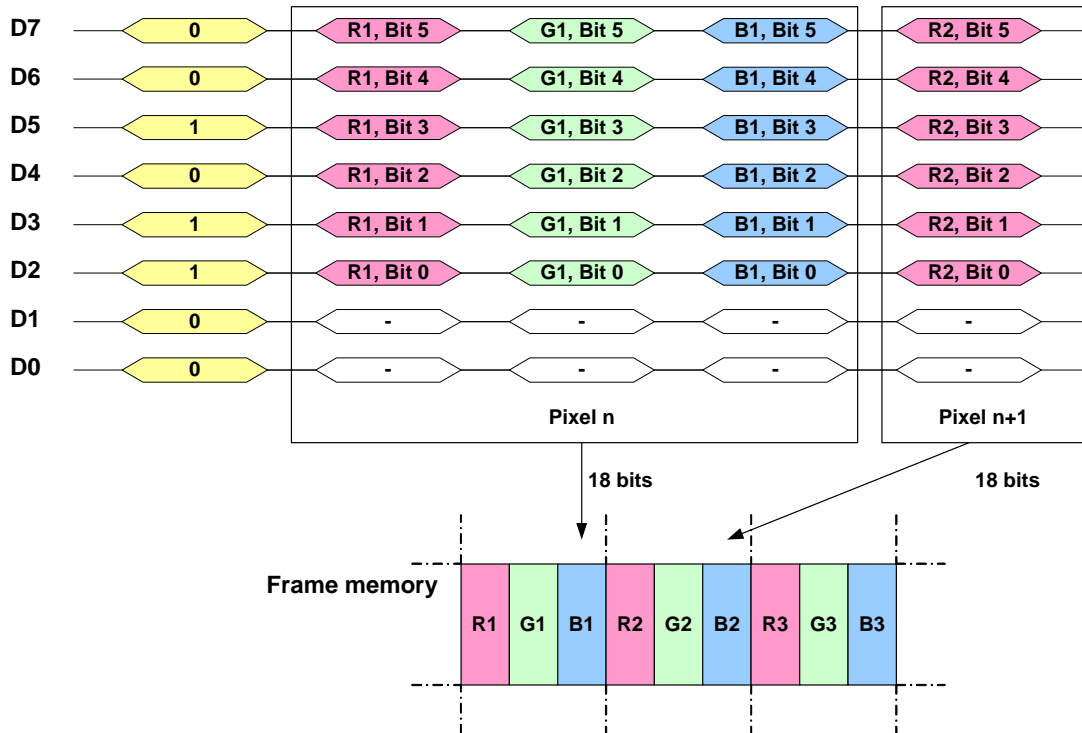 D7 0 R1, Bit 5 G1, Bit 5 B1, Bit 5 R2, Bit 5
D6 0 R1, Bit 4 G1, Bit 4 B1, Bit 4 R2, Bit 4
D5 1 R1, Bit 3 G1, Bit 3 B1, Bit 3 R2, Bit 3
D4 0 R1, Bit 2 G1, Bit 2 B1, Bit 2 R2, Bit 2
D3 1 R1, Bit 1 G1, Bit 1 B1, Bit 1 R2, Bit 1
D2 1 R1, Bit 0 G1, Bit 0 B1, Bit 0 R2, Bit 0
D1 0 - - - -
D0 0 - - - -
Pixel n Pixel n+1
18 bits 18 bits
Frame memory
R1 G1 B1 R2 G2 B2 R3 G3 B3